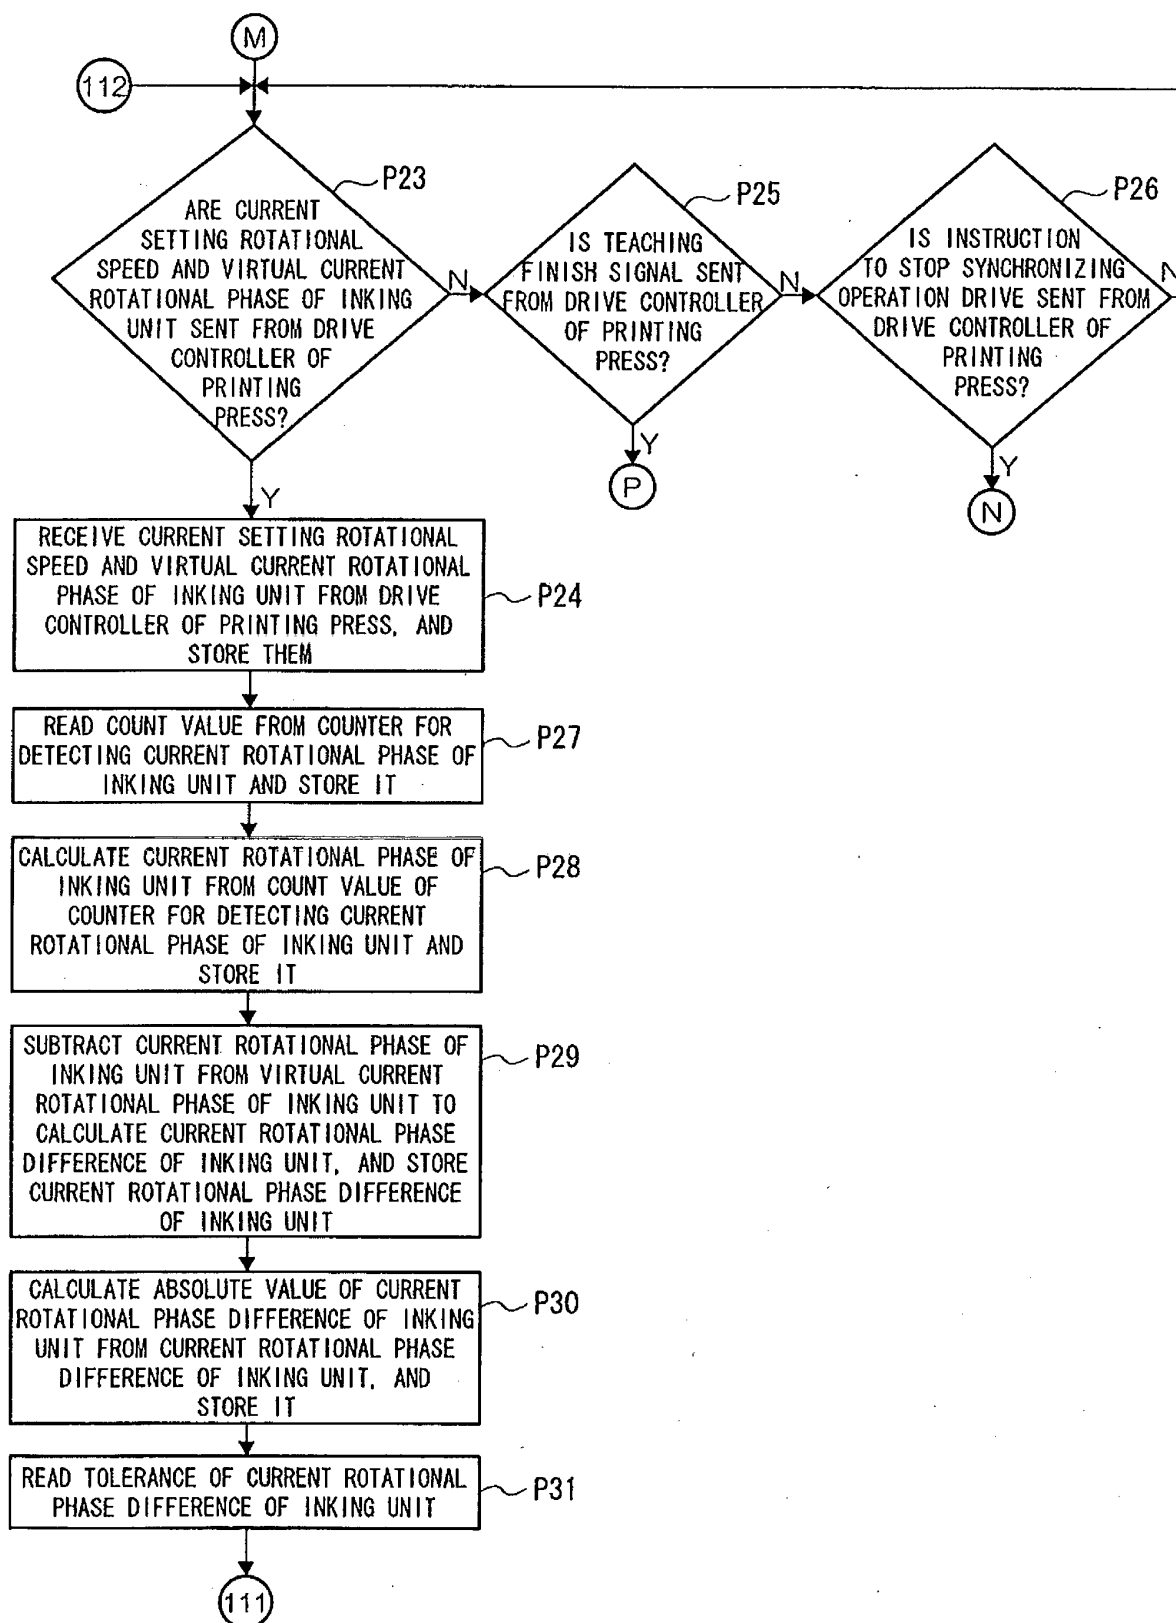 M
112
P23
ARE CURRENT
SETTING ROTATIONAL
SPEED AND VIRTUAL CURRENT
ROTATIONAL PHASE OF INKING
UNIT SENT FROM DRIVE
CONTROLLER OF
PRINTING
PRESS?
N
Y
P25
IS TEACHING
FINISH SIGNAL SENT
FROM DRIVE CONTROLLER
OF PRINTING
PRESS?
N
Y
P
P26
IS INSTRUCTION
TO STOP SYNCHRONIZING
OPERATION DRIVE SENT FROM
DRIVE CONTROLLER OF
PRINTING
PRESS?
N
Y
N
RECEIVE CURRENT SETTING ROTATIONAL
SPEED AND VIRTUAL CURRENT ROTATIONAL
PHASE OF INKING UNIT FROM DRIVE
CONTROLLER OF PRINTING PRESS, AND
STORE THEM
P24
READ COUNT VALUE FROM COUNTER FOR
DETECTING CURRENT ROTATIONAL PHASE OF
INKING UNIT AND STORE IT
P27
CALCULATE CURRENT ROTATIONAL PHASE OF
INKING UNIT FROM COUNT VALUE OF
COUNTER FOR DETECTING CURRENT
ROTATIONAL PHASE OF INKING UNIT AND
STORE IT
P28
SUBTRACT CURRENT ROTATIONAL PHASE OF
INKING UNIT FROM VIRTUAL CURRENT
ROTATIONAL PHASE OF INKING UNIT TO
CALCULATE CURRENT ROTATIONAL PHASE
DIFFERENCE OF INKING UNIT, AND STORE
CURRENT ROTATIONAL PHASE DIFFERENCE
OF INKING UNIT
P29
CALCULATE ABSOLUTE VALUE OF CURRENT
ROTATIONAL PHASE DIFFERENCE OF INKING
UNIT FROM CURRENT ROTATIONAL PHASE
DIFFERENCE OF INKING UNIT, AND
STORE IT
P30
READ TOLERANCE OF CURRENT ROTATIONAL
PHASE DIFFERENCE OF INKING UNIT
P31
111